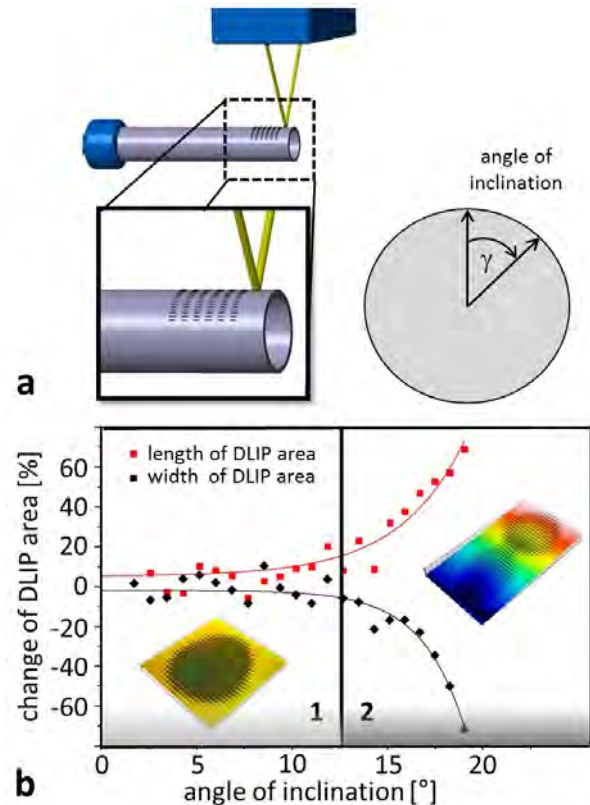 angle of
inclination
γ
a
change of DLIP area [%]
60
40
20
0
-20
-40
-60
length of DLIP area
width of DLIP area
1
2
0
5
10
15
20
angle of inclination [°]
b